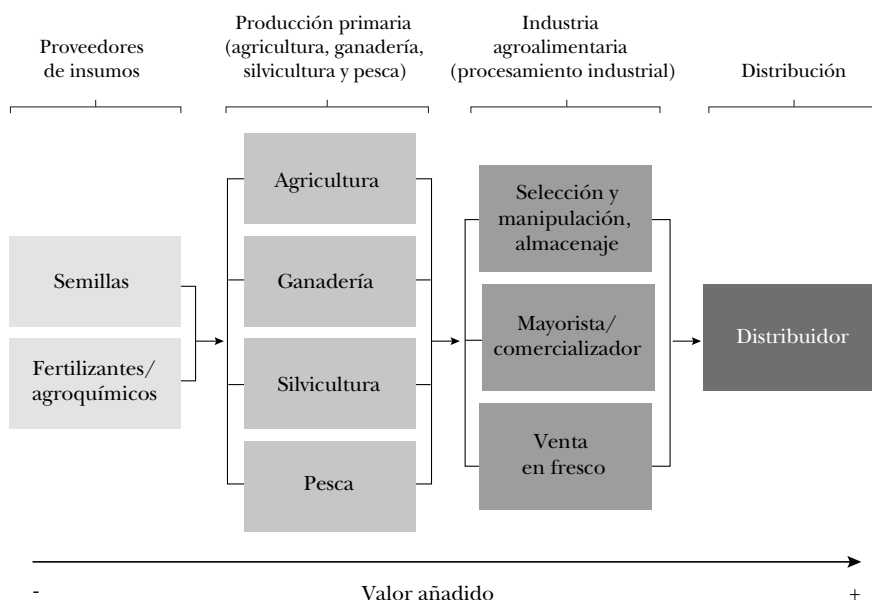 Proveedores
de insumos
Producción primaria
(agricultura, ganadería,
silvicultura y pesca)
Industria
agroalimentaria
(procesamiento industrial)
Distribución
Semillas
Fertilizantes/
agroquímicos
Agricultura
Ganadería
Silvicultura
Pesca
Selección y
manipulación,
almacenaje
Mayorista/
comercializador
Venta
en fresco
Distribuidor
-
Valor añadido
+